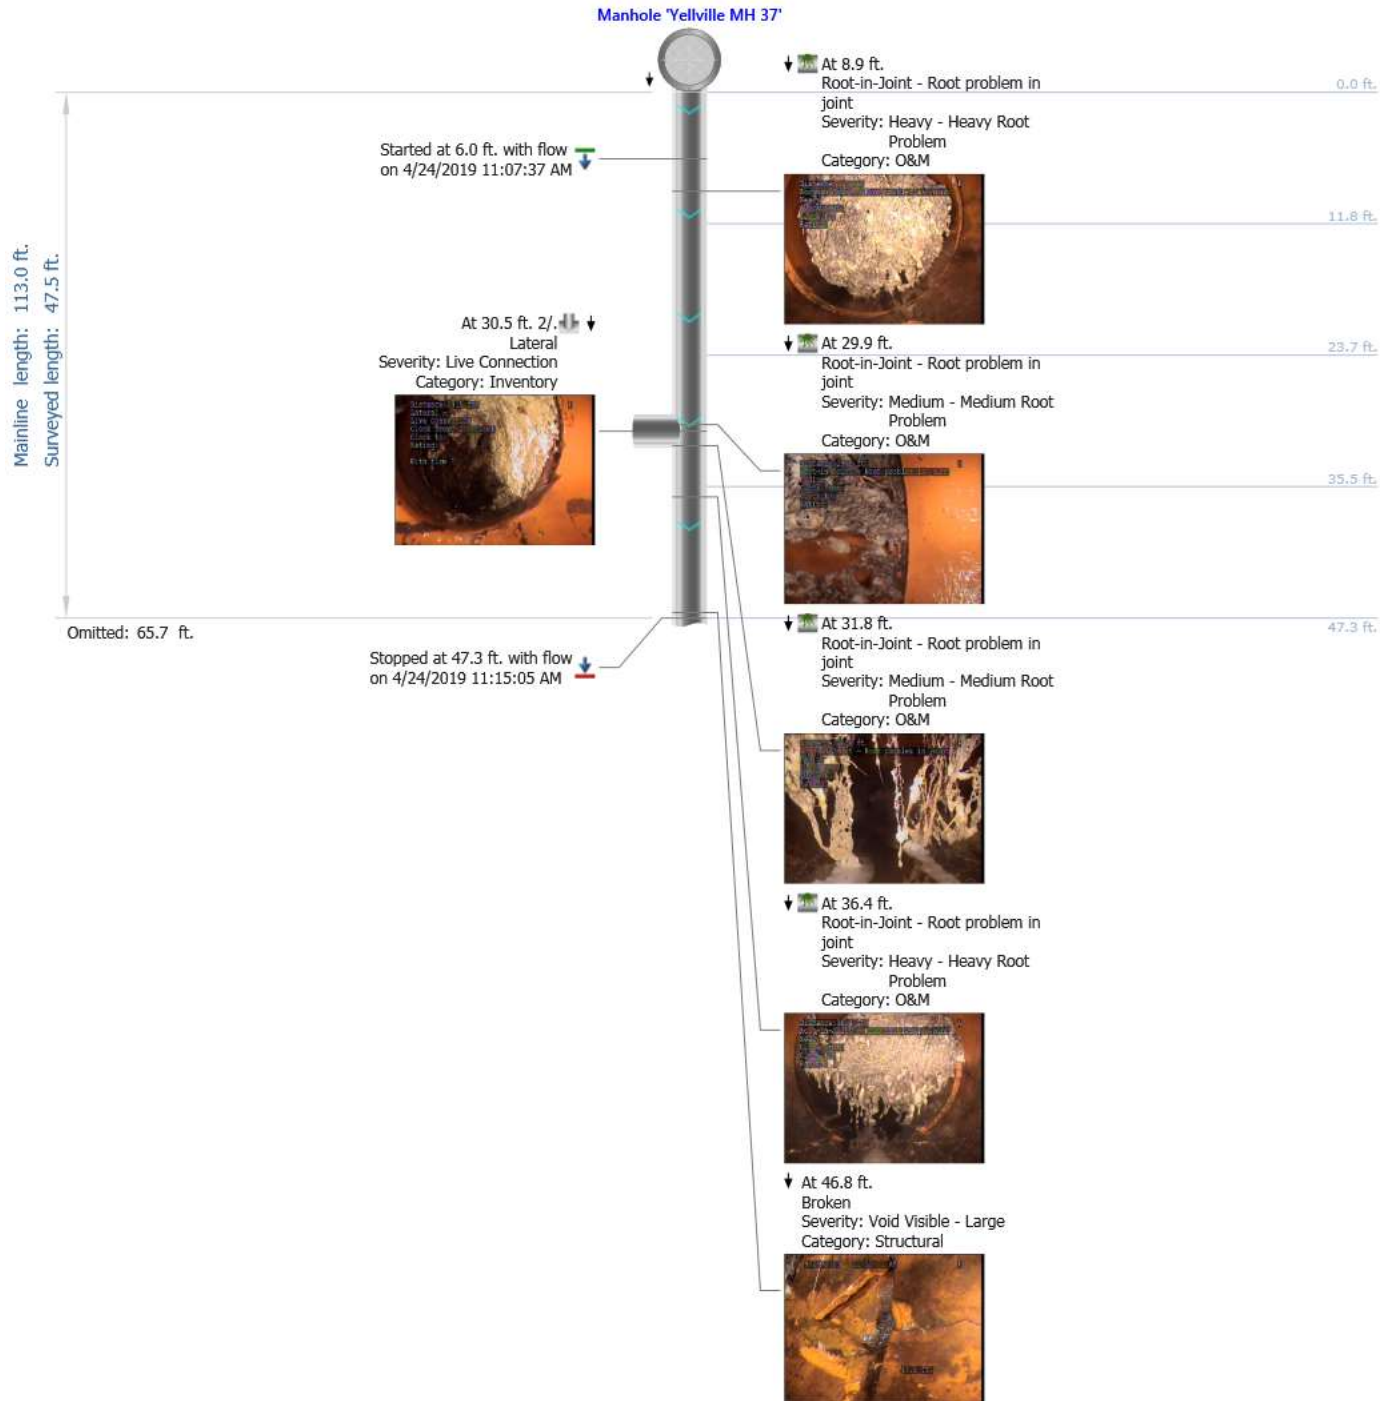 Manhole 'Yellville MH 37'
At 8.9 ft.
Root-in-Joint - Root problem in
joint
Severity: Heavy - Heavy Root
Problem
Category: O&M
0.0 ft.
Started at 6.0 ft. with flow
on 4/24/2019 11:07:37 AM
11.8 ft.
Mainline length: 113.0 ft.
Surveyed length: 47.5 ft.
At 30.5 ft. 2/.
Lateral
Severity: Live Connection
Category: Inventory
At 29.9 ft.
Root-in-Joint - Root problem in
joint
Severity: Medium - Medium Root
Problem
Category: O&M
23.7 ft.
35.5 ft.
47.3 ft.
Omitted: 65.7 ft.
Stopped at 47.3 ft. with flow
on 4/24/2019 11:15:05 AM
At 31.8 ft.
Root-in-Joint - Root problem in
joint
Severity: Medium - Medium Root
Problem
Category: O&M
At 36.4 ft.
Root-in-Joint - Root problem in
joint
Severity: Heavy - Heavy Root
Problem
Category: O&M
At 46.8 ft.
Broken
Severity: Void Visible - Large
Category: Structural